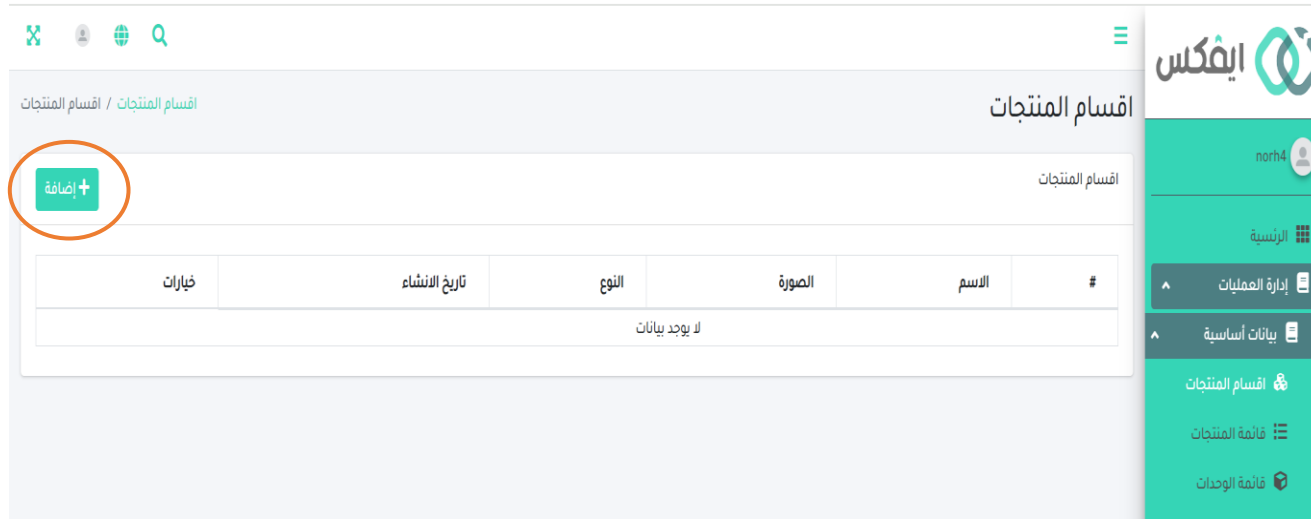 ايفكس
norh4
الرئسية
إدارة العمليات
بيانات أساسية
اقسام المنتجات
قائمة المنتجات
قائمة الوحدات
اقسام المنتجات
اقسام المنتجات / اقسام المنتجات
اقسام المنتجات
+ إضافة
# الاسم الصورة النوع تاريخ الانشاء خيارات
لا يوجد بيانات